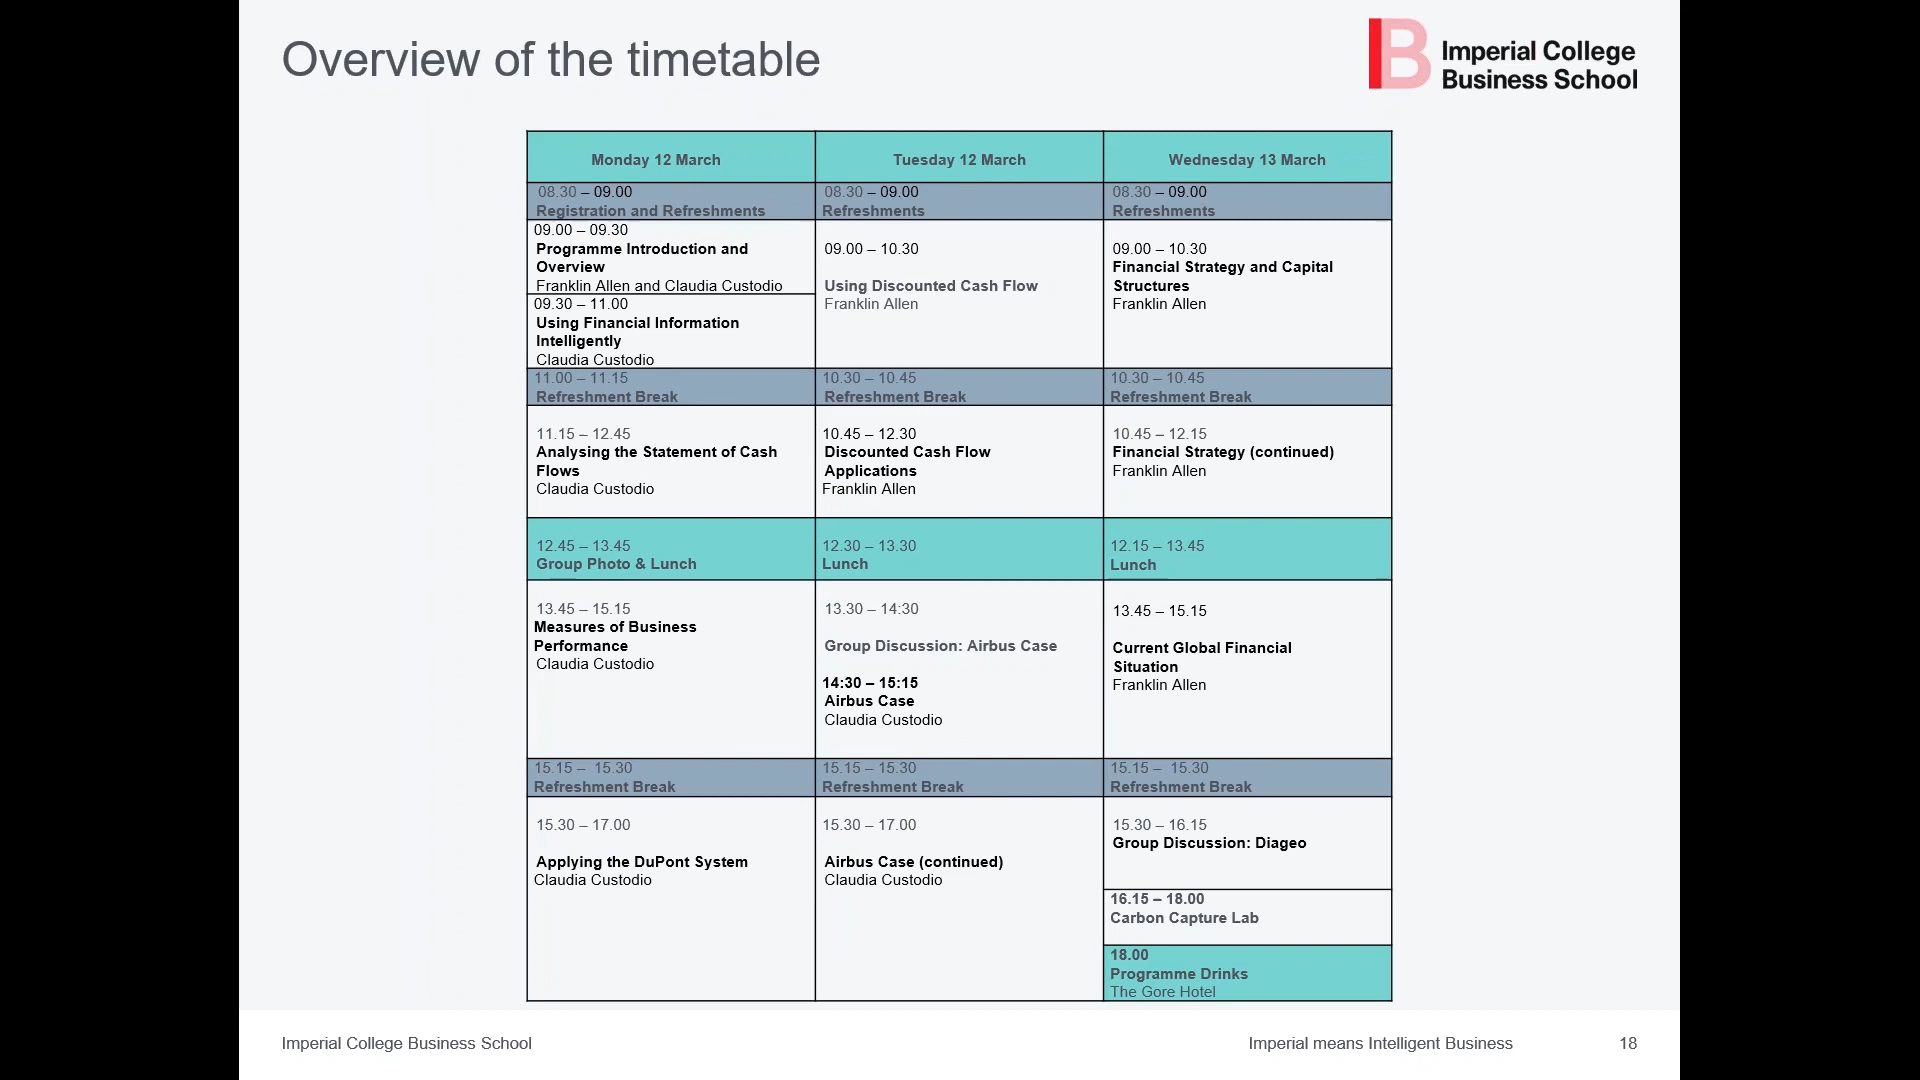 Overview of the timetable
B Imperial College
Business School
Monday 12 March
Tuesday 12 March
Wednesday 13 March
08.30 – 09.00
Registration and Refreshments
08.30 – 09.00
Refreshments
08.30 – 09.00
Refreshments
09.00 – 09.30
Programme Introduction and
Overview
Franklin Allen and Claudia Custodio
09.30 – 11.00
Using Financial Information
Intelligently
Claudia Custodio
09.00 – 10.30
Using Discounted Cash Flow
Franklin Allen
09.00 – 10.30
Financial Strategy and Capital
Structures
Franklin Allen
11.00 – 11.15
Refreshment Break
10.30 – 10.45
Refreshment Break
10.30 – 10.45
Refreshment Break
11.15 – 12.45
Analysing the Statement of Cash
Flows
Claudia Custodio
10.45 – 12.30
Discounted Cash Flow
Applications
Franklin Allen
10.45 – 12.15
Financial Strategy (continued)
Franklin Allen
12.45 – 13.45
Group Photo & Lunch
12.30 – 13.30
Lunch
12.15 – 13.45
Lunch
13.45 – 15.15
Measures of Business
Performance
Claudia Custodio
13.30 – 14:30
Group Discussion: Airbus Case
14:30 – 15:15
Airbus Case
Claudia Custodio
13.45 – 15.15
Current Global Financial
Situation
Franklin Allen
15.15 – 15.30
Refreshment Break
15.15 – 15.30
Refreshment Break
15.15 – 15.30
Refreshment Break
15.30 – 17.00
Applying the DuPont System
Claudia Custodio
15.30 – 17.00
Airbus Case (continued)
Claudia Custodio
15.30 – 16.15
Group Discussion: Diageo
16.15 – 18.00
Carbon Capture Lab
18.00
Programme Drinks
The Gore Hotel
Imperial College Business School
Imperial means Intelligent Business
18